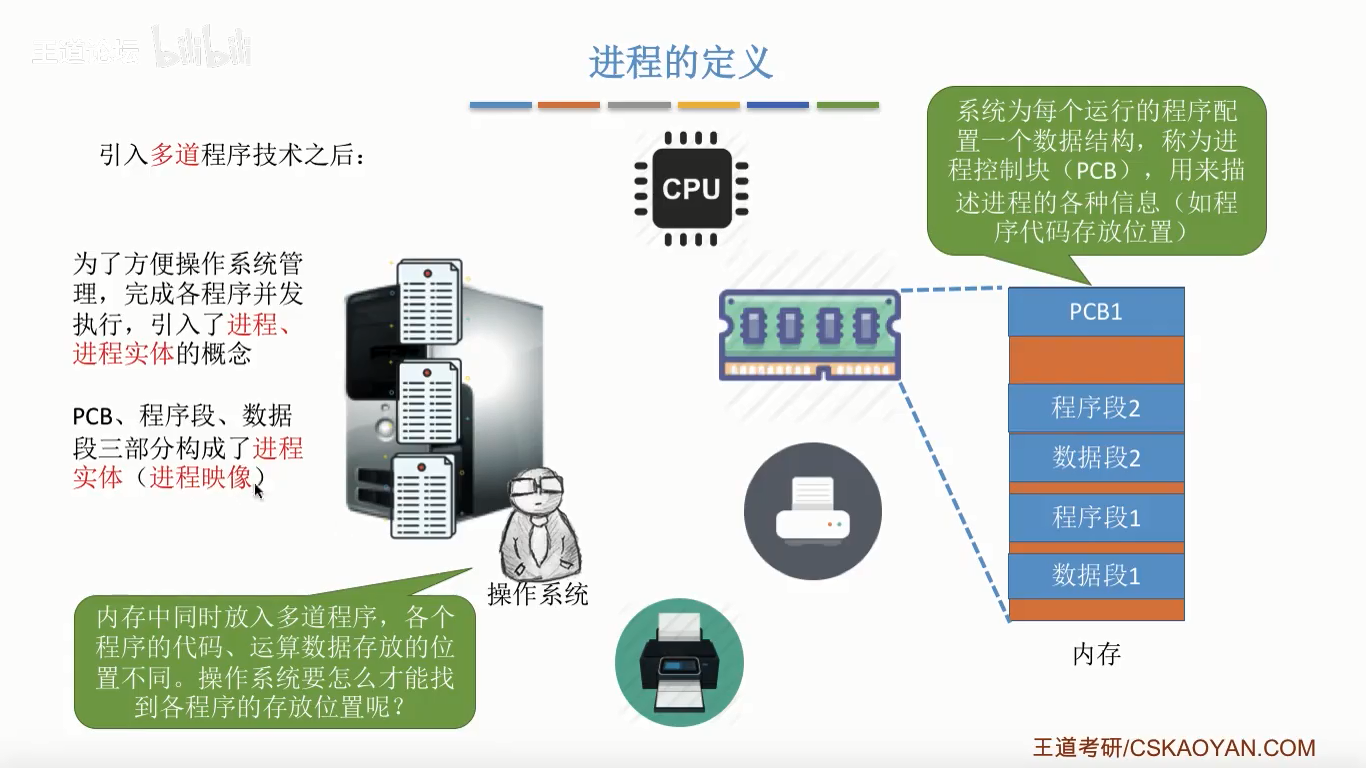 王道论坛 bilibili
进程的定义
引入多道程序技术之后：
CPU
系统为每个运行的程序配
置一个数据结构，称为进
程控制块（PCB），用来描
述进程的各种信息（如程
序代码存放位置）
为了方便操作系统管
理，完成各程序并发
执行，引入了进程、
进程实体的概念
PCB、程序段、数据
段三部分构成了进程
实体（进程映像）
PCB1
程序段2
数据段2
程序段1
数据段1
内存
操作系统
内存中同时放入多道程序，各个
程序的代码、运算数据存放的位
置不同。操作系统要怎么才能找
到各程序的存放位置呢？
王道考研/CSKAOYAN.COM